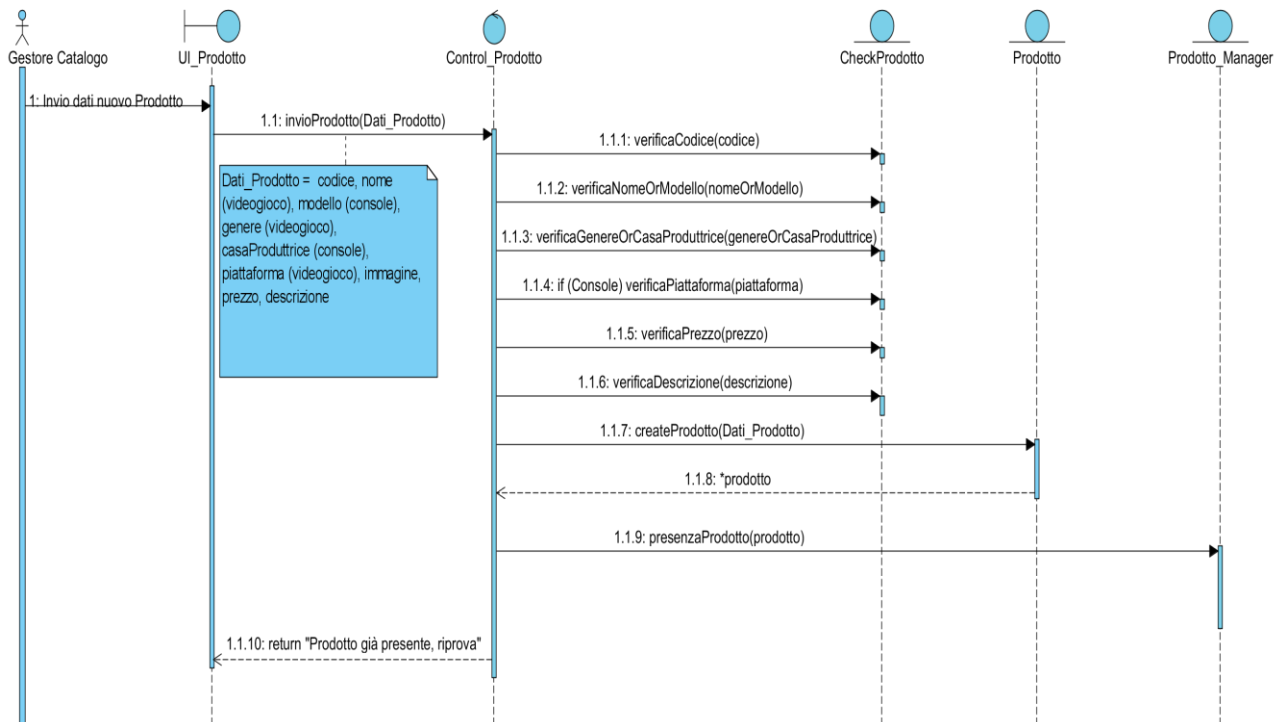 Gestore Catalogo
UI_Prodotto
Control_Prodotto
CheckProdotto
Prodotto
Prodotto_Manager
1: Invio dati nuovo Prodotto
1.1: invioProdotto(Dati_Prodotto)
1.1.1: verificaCodice(codice)
Dati_Prodotto = codice, nome
(videogioco), modello (console),
genere (videogioco),
casaProduttrice (console),
piattaforma (videogioco), immagine,
prezzo, descrizione
1.1.2: verificaNomeOrModello(nomeOrModello)
1.1.3: verificaGenereOrCasaProduttrice(genereOrCasaProduttrice)
1.1.4: if (Console) verificaPiattaforma(piattaforma)
1.1.5: verificaPrezzo(prezzo)
1.1.6: verificaDescrizione(descrizione)
1.1.7: createProdotto(Dati_Prodotto)
1.1.8: *prodotto
1.1.9: presenzaProdotto(prodotto)
1.1.10: return "Prodotto già presente, riprova"